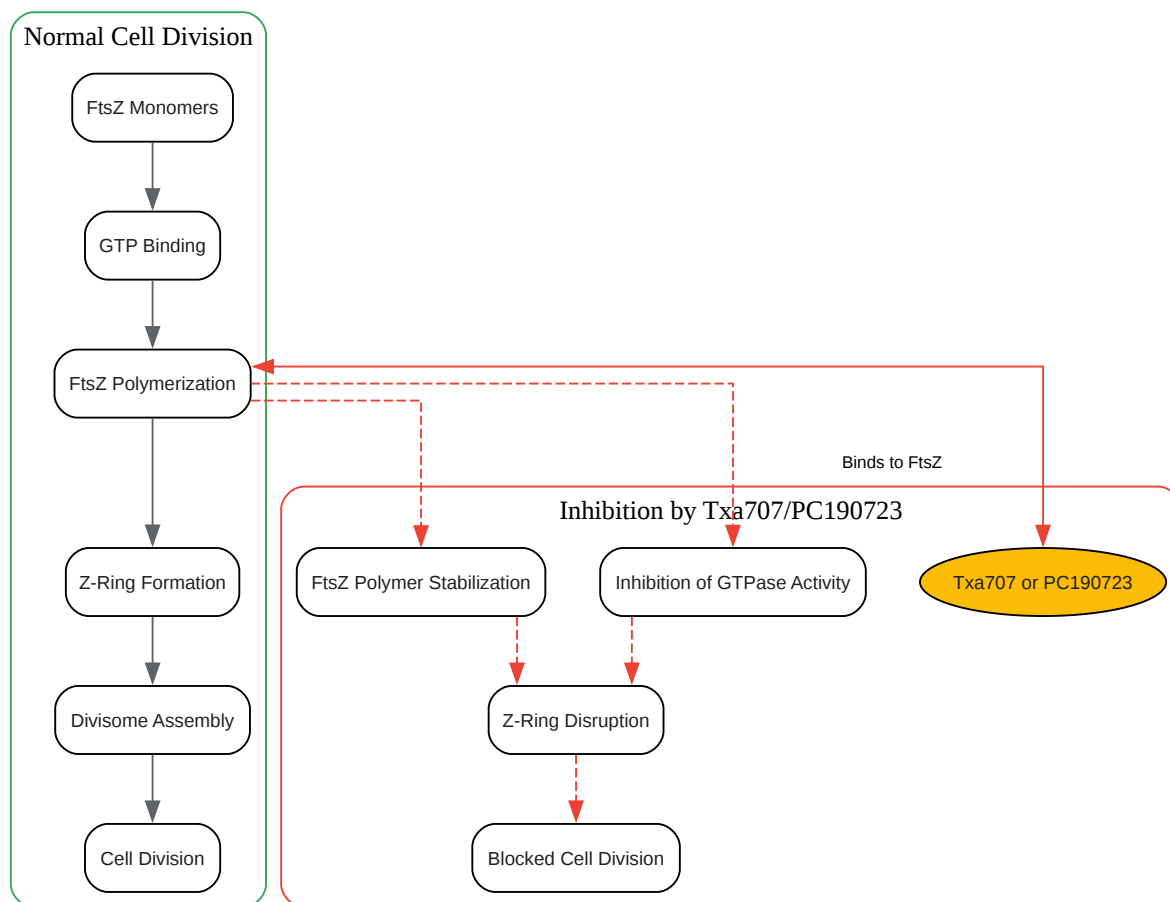 Normal Cell Division
FtsZ Monomers
GTP Binding
FtsZ Polymerization
Z-Ring Formation
Divisome Assembly
Cell Division
Binds to FtsZ
Inhibition by Txa707/PC190723
FtsZ Polymer Stabilization
Inhibition of GTPase Activity
Txa707 or PC190723
Z-Ring Disruption
Blocked Cell Division